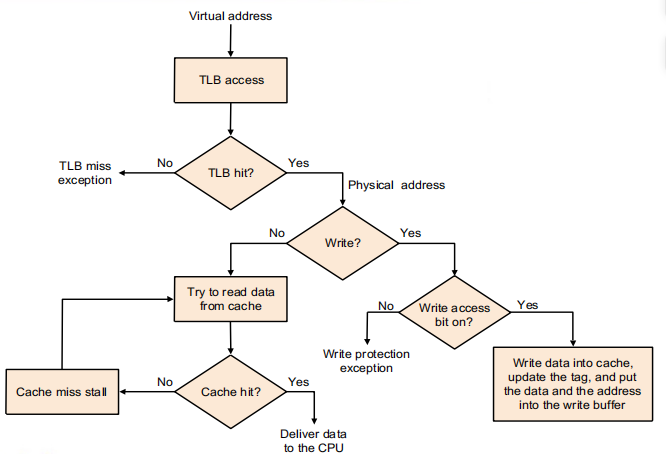 Virtual address
TLB access
TLB miss
exception
No
TLB hit?
Yes
Physical address
No
Write?
Yes
Try to read data
from cache
No
Write access
bit on?
Yes
Write protection
exception
Write data into cache,
update the tag, and put
the data and the address
into the write buffer
Cache miss stall
No
Cache hit?
Yes
Deliver data
to the CPU